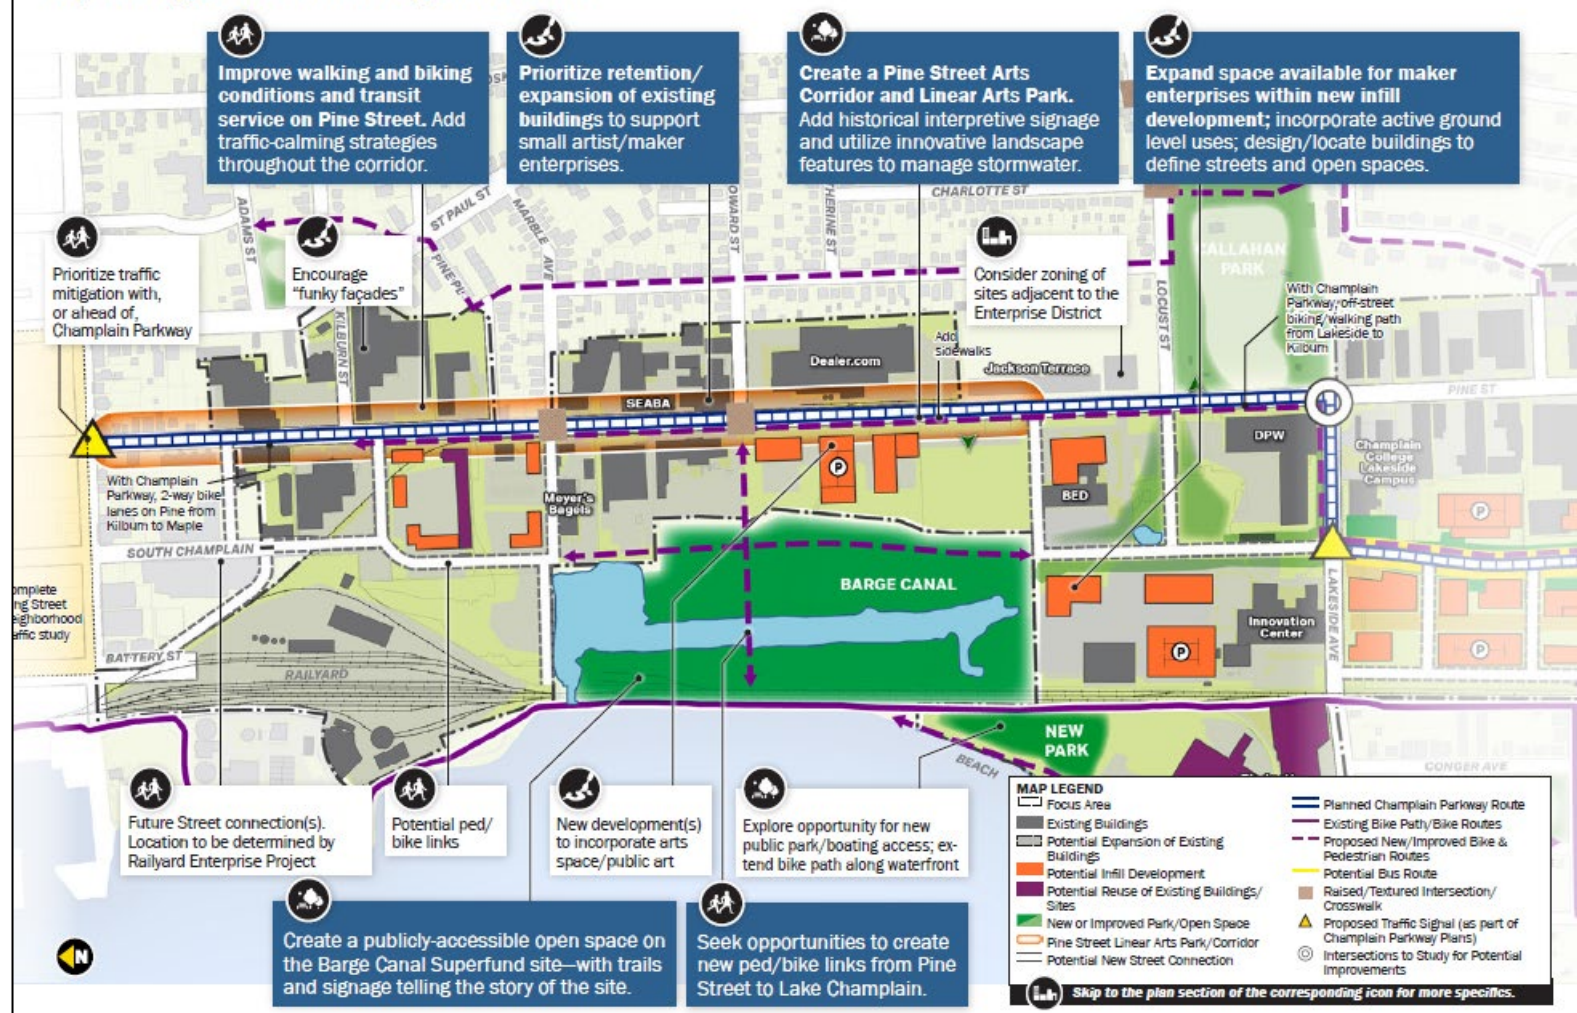 Improve walking and biking
conditions and transit
service on Pine Street. Add
traffic-calming strategies
throughout the corridor.
Prioritize retention/
expansion of existing
buildings to support
small artist/maker
enterprises.
Create a Pine Street Arts
Corridor and Linear Arts Park.
Add historical interpretive signage
and utilize innovative landscape
features to manage stormwater.
Expand space available for maker
enterprises within new infill
development; incorporate active ground
level uses; design/locate buildings to
define streets and open spaces.
ADAMS ST
ST PAUL ST
MARBLE AVE
OWARD ST
HERINE ST
CHARLOTTE ST
CALLAHAN
PARK
Prioritize traffic
mitigation with,
or ahead of,
Champlain Parkway
Encourage
"funky façades"
PINE PL
KILBURN ST
Consider zoning of
sites adjacent to the
Enterprise District
LOCUST ST
With Champlain
Parkway, off-street
biking/walking path
from Lakeside to
Kilburn
Dealer.com
Add
sidewalks
Jackson Terrace
SEABA
PINE ST
DPW
Champlain
College
Lakeside
Campus
With Champlain
Parkway, 2-way bike
lanes on Pine from
Kilburn to Maple
P
Meyer's
Bagels
BED
P
SOUTH CHAMPLAIN
omplete
ng Street
eighborhood
affic study
BARGE CANAL
Innovation
Center
LAKESIDE AVE
P
P
BATTERY ST
RAILYARD
NEW
PARK
BEACH
CONGER AVE
Future Street connection(s).
Location to be determined by
Railyard Enterprise Project
Potential ped/
bike links
New development(s)
to incorporate arts
space/public art
Explore opportunity for new
public park/boating access; ex-
tend bike path along waterfront
Create a publicly-accessible open space on
the Barge Canal Superfund site—with trails
and signage telling the story of the site.
Seek opportunities to create
new ped/bike links from Pine
Street to Lake Champlain.
N
MAP LEGEND
Focus Area
Existing Buildings
Potential Expansion of Existing
Buildings
Potential Infill Development
Potential Reuse of Existing Buildings/
Sites
New or Improved Park/Open Space
Pine Street Linear Arts Park/Corridor
Potential New Street Connection
Planned Champlain Parkway Route
Existing Bike Path/Bike Routes
Proposed New/Improved Bike &
Pedestrian Routes
Potential Bus Route
Raised/Textured Intersection/
Crosswalk
Proposed Traffic Signal (as part of
Champlain Parkway Plans)
Intersections to Study for Potential
Improvements
Skip to the plan section of the corresponding icon for more specifics.